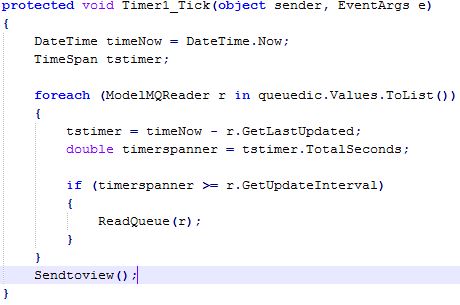 protected void Timer1_Tick(object sender, EventArgs e)
{
    DateTime timeNow = DateTime.Now;
    TimeSpan tstimer;

    foreach (ModelMQReader r in queuedic.Values.ToList())
    {
        tstimer = timeNow - r.GetLastUpdated;
        double timerspanner = tstimer.TotalSeconds;

        if (timerspanner >= r.GetUpdateInterval)
        {
            ReadQueue(r);
        }
    }
    Sendtoview();
}